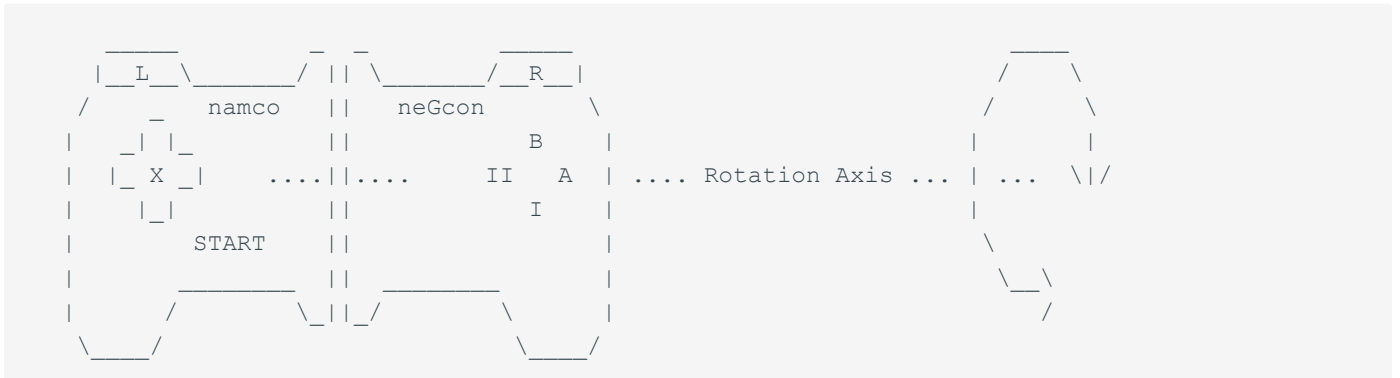 L R
namco neGcon
B
X .... .... II A .... Rotation Axis ... ...
I
START